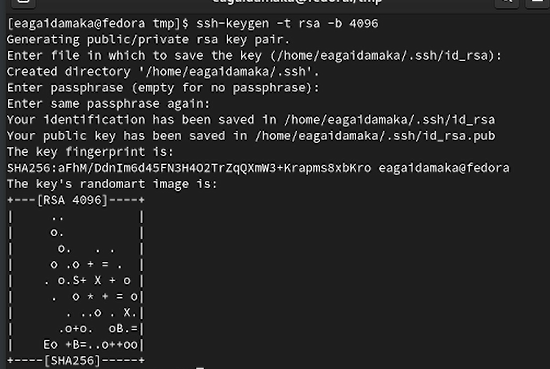 eagaidamaka@fedora:/tmp
[eagaidamaka@fedora tmp]$ ssh-keygen -t rsa -b 4096
Generating public/private rsa key pair.
Enter file in which to save the key (/home/eagaidamaka/.ssh/id_rsa):
Created directory '/home/eagaidamaka/.ssh'.
Enter passphrase (empty for no passphrase):
Enter same passphrase again:
Your identification has been saved in /home/eagaidamaka/.ssh/id_rsa
Your public key has been saved in /home/eagaidamaka/.ssh/id_rsa.pub
The key fingerprint is:
SHA256:aFhM/DdnIm6d45FN3H4O2TrZqQXmW3+Krapms8xbKro eagaidamaka@fedora
The key's randomart image is:
+---[RSA 4096]----+
|     ..          |
|     o.          |
|      o.   . .   |
|     o .o + = .  |
|    . o.S+ X + o |
|     .  o * + = o|
|       . ..o . X.|
|      .o+o.  oB.=|
|    Eo +B=..o++oo|
+----[SHA256]-----+